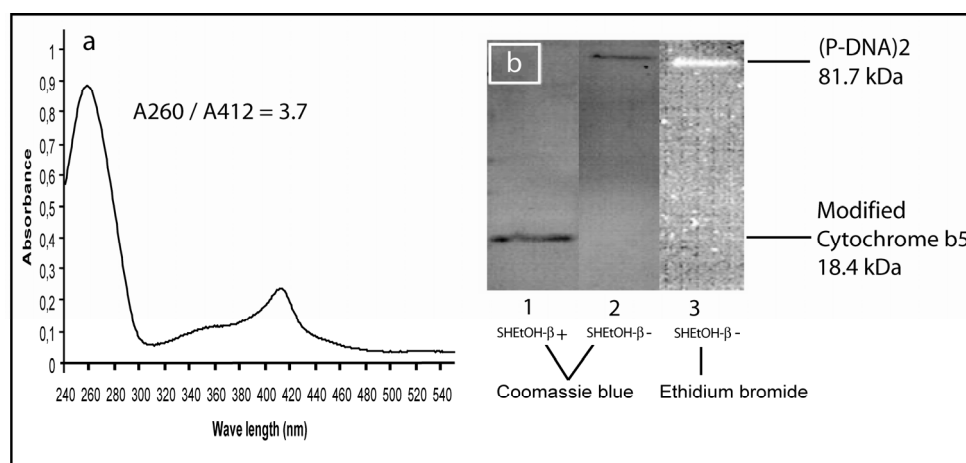 a
A260 / A412 = 3.7
Absorbance
1
0,9
0,8
0,7
0,6
0,5
0,4
0,3
0,2
0,1
0
240 260 280 300 320 340 360 380 400 420 440 460 480 500 520 540
Wave length (nm)
b
(P-DNA)2
81.7 kDa
Modified
Cytochrome b5
18.4 kDa
1 2 3
SHEtOH-β+ SHEtOH-β- SHEtOH-β-
Coomassie blue Ethidium bromide